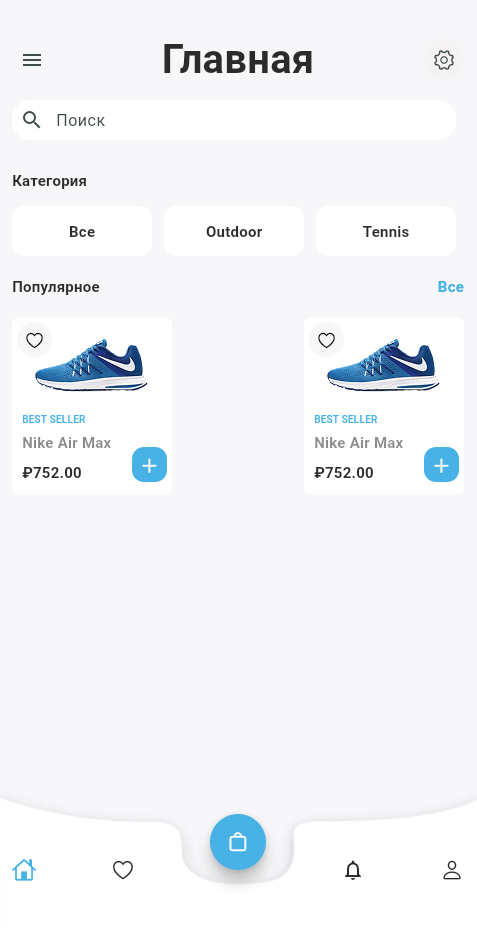 Главная
Поиск
Категория
Все
Outdoor
Tennis
Популярное
Все
BEST SELLER
Nike Air Max
₽752.00
BEST SELLER
Nike Air Max
₽752.00